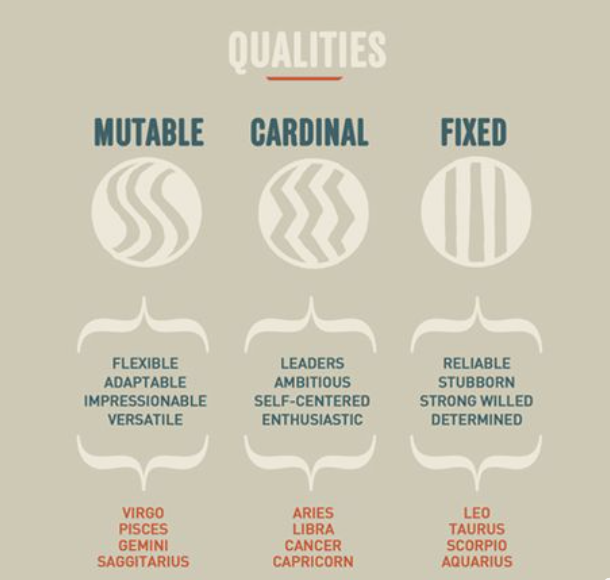 QUALITIES
MUTABLE
FLEXIBLE
ADAPTABLE
IMPRESSIONABLE
VERSATILE
VIRGO
PISCES
GEMINI
SAGGITARIUS
CARDINAL
LEADERS
AMBITIOUS
SELF-CENTERED
ENTHUSIASTIC
ARIES
LIBRA
CANCER
CAPRICORN
FIXED
RELIABLE
STUBBORN
STRONG WILLED
DETERMINED
LEO
TAURUS
SCORPIO
AQUARIUS